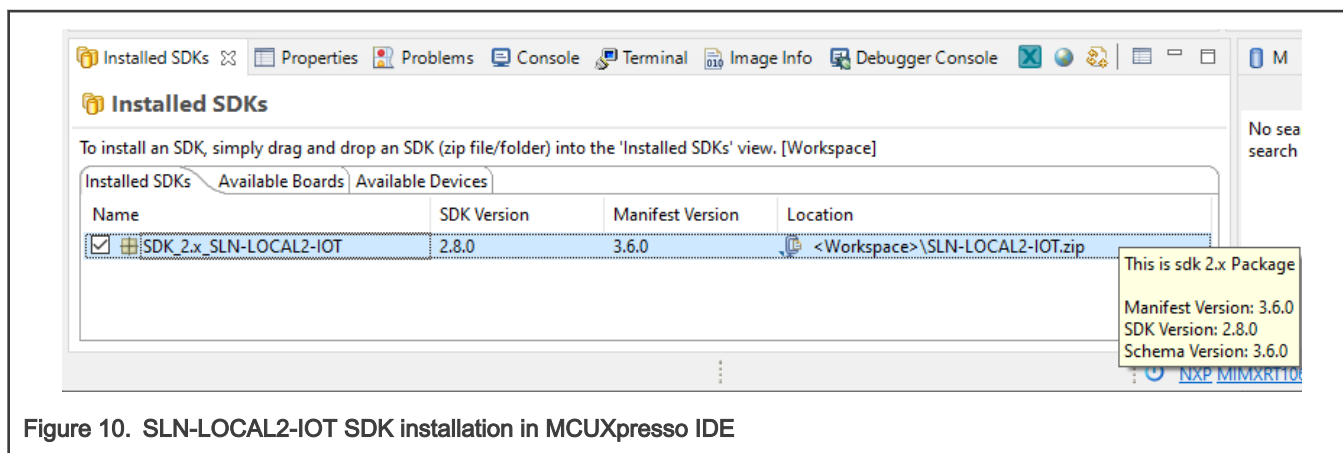 Installed SDKs Properties Problems Console Terminal Image Info Debugger Console M
Installed SDKs
To install an SDK, simply drag and drop an SDK (zip file/folder) into the 'Installed SDKs' view. [Workspace]
No sea
search
Installed SDKs Available Boards Available Devices
Name SDK Version Manifest Version Location
SDK_2.x_SLN-LOCAL2-IOT 2.8.0 3.6.0 <Workspace>\SLN-LOCAL2-IOT.zip
This is sdk 2.x Package
Manifest Version: 3.6.0
SDK Version: 2.8.0
Schema Version: 3.6.0
NXP MIMXRT106
Figure 10. SLN-LOCAL2-IOT SDK installation in MCUXpresso IDE